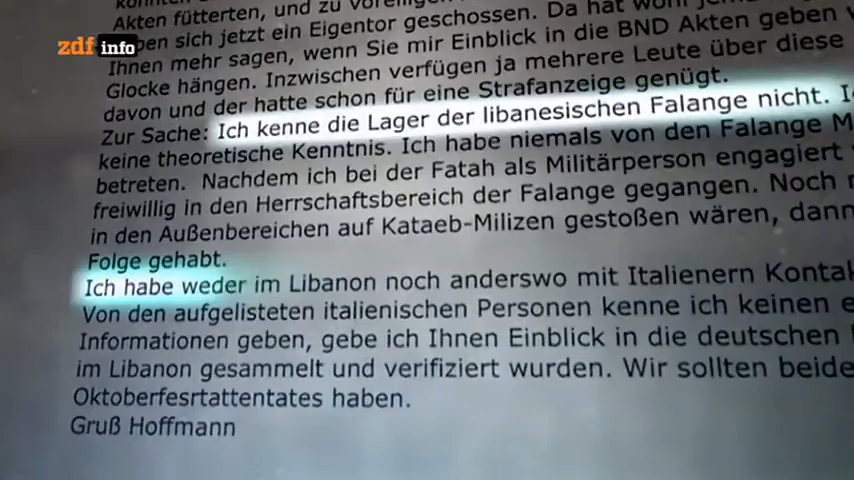 zdf info
Akten fütterten, und zu
sich jetzt ein Eigentor geschossen. Da hat wohl
Ihnen mehr sagen, wenn Sie mir Einblick in die BND Akten geben
Glocke hängen. Inzwischen verfügen ja mehrere Leute über diese
davon und der hatte schon für eine Strafanzeige genügt.
Zur Sache: Ich kenne die Lager der libanesischen Falange nicht.
keine theoretische Kenntnis. Ich habe niemals von den Falange
betreten. Nachdem ich bei der Fatah als Militärperson engagiert
freiwillig in den Herrschaftsbereich der Falange gegangen. Noch
in den Außenbereichen auf Kataeb-Milizen gestoßen wären, dann
Folge gehabt.
Ich habe weder im Libanon noch anderswo mit Italienern
Von den aufgelisteten italienischen Personen kenne ich keinen
Informationen geben, gebe ich Ihnen Einblick in die deutschen
im Libanon gesammelt und verifiziert wurden. Wir sollten beide
Oktoberfesrtattentates haben.
Gruß Hoffmann